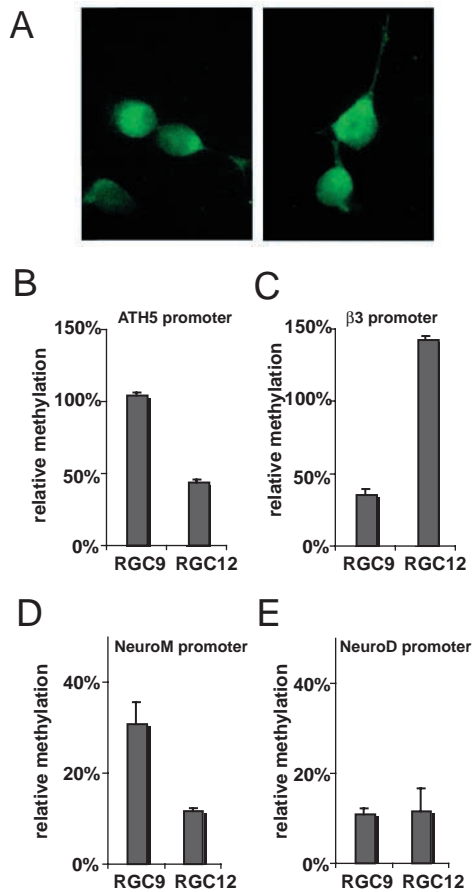 A
B
ATH5 promoter
relative methylation
150%
100%
50%
0%
RGC9 RGC12
C
β3 promoter
relative methylation
150%
100%
50%
0%
RGC9 RGC12
D
NeuroM promoter
relative methylation
40%
20%
0%
RGC9 RGC12
E
NeuroD promoter
relative methylation
40%
20%
0%
RGC9 RGC12